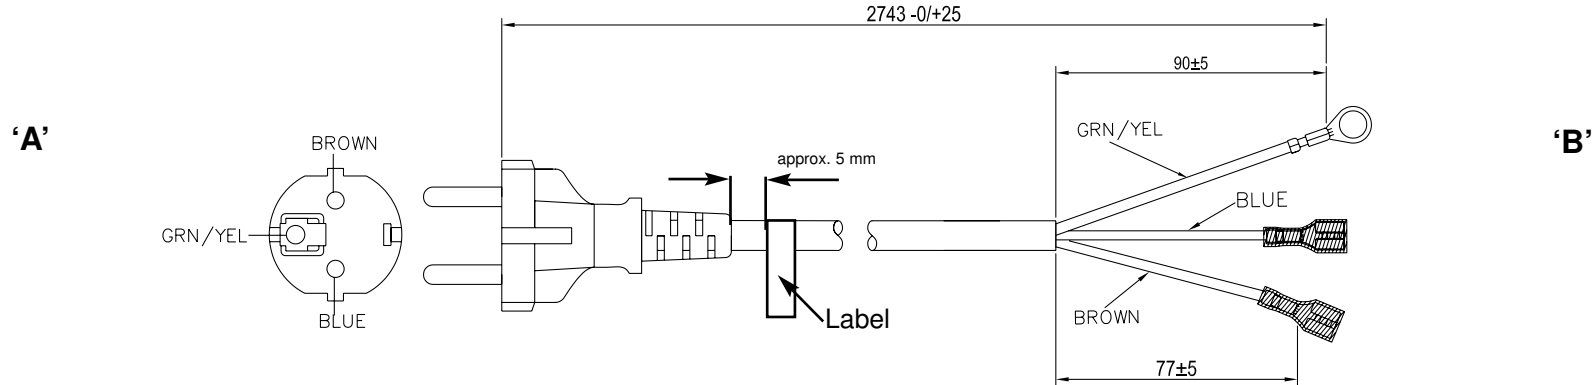 2743 -0/+25
90±5
‘A’
‘B’
BROWN
GRN/YEL
approx. 5 mm
BLUE
GRN/YEL
BLUE
Label
BROWN
77±5